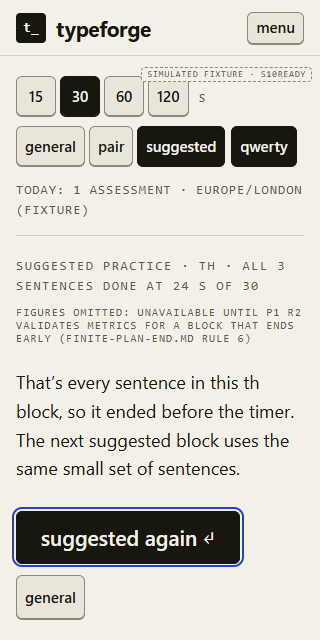 t_ typeforge menu
SIMULATED FIXTURE · S10READY
15 30 60 120 s
general pair suggested qwerty
TODAY: 1 ASSESSMENT · EUROPE/LONDON
(FIXTURE)
SUGGESTED PRACTICE · TH · ALL 3
SENTENCES DONE AT 24 S OF 30
FIGURES OMITTED: UNAVAILABLE UNTIL P1 R2
VALIDATES METRICS FOR A BLOCK THAT ENDS
EARLY (FINITE-PLAN-END.MD RULE 6)
That's every sentence in this th
block, so it ended before the timer.
The next suggested block uses the
same small set of sentences.
suggested again ↵
general